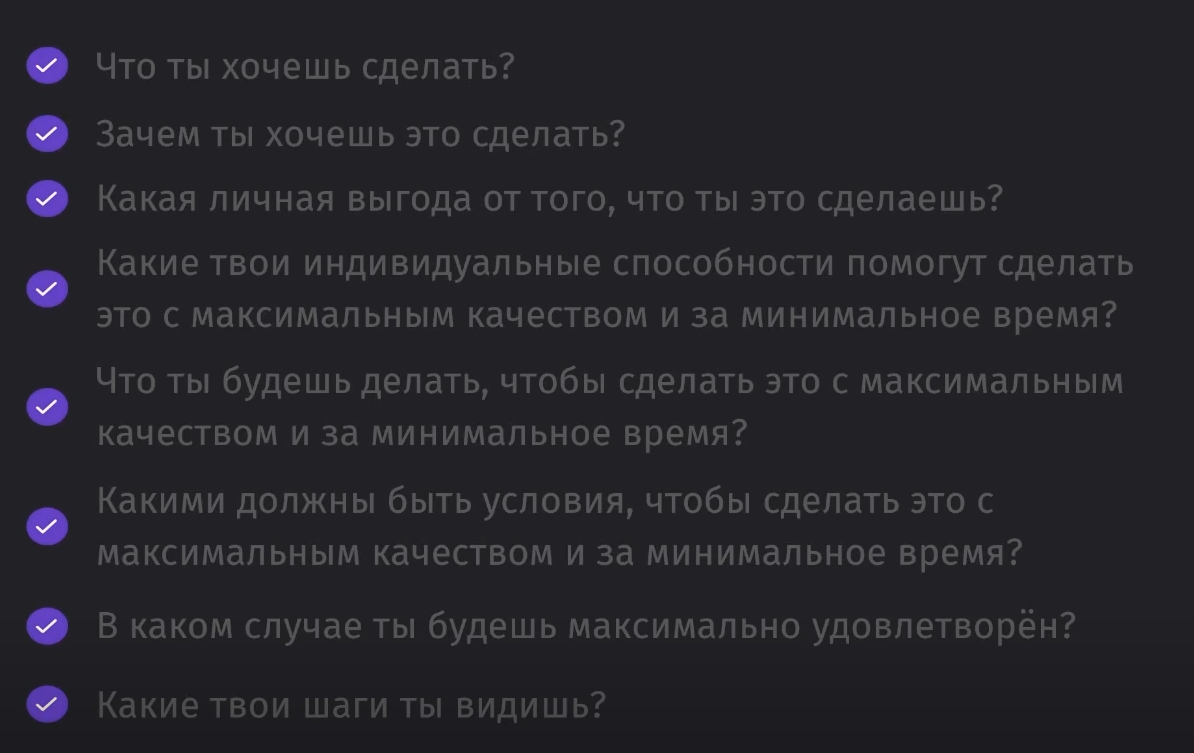 Что ты хочешь сделать?
Зачем ты хочешь это сделать?
Какая личная выгода от того, что ты это сделаешь?
Какие твои индивидуальные способности помогут сделать
это с максимальным качеством и за минимальное время?
Что ты будешь делать, чтобы сделать это с максимальным
качеством и за минимальное время?
Какими должны быть условия, чтобы сделать это с
максимальным качеством и за минимальное время?
В каком случае ты будешь максимально удовлетворён?
Какие твои шаги ты видишь?